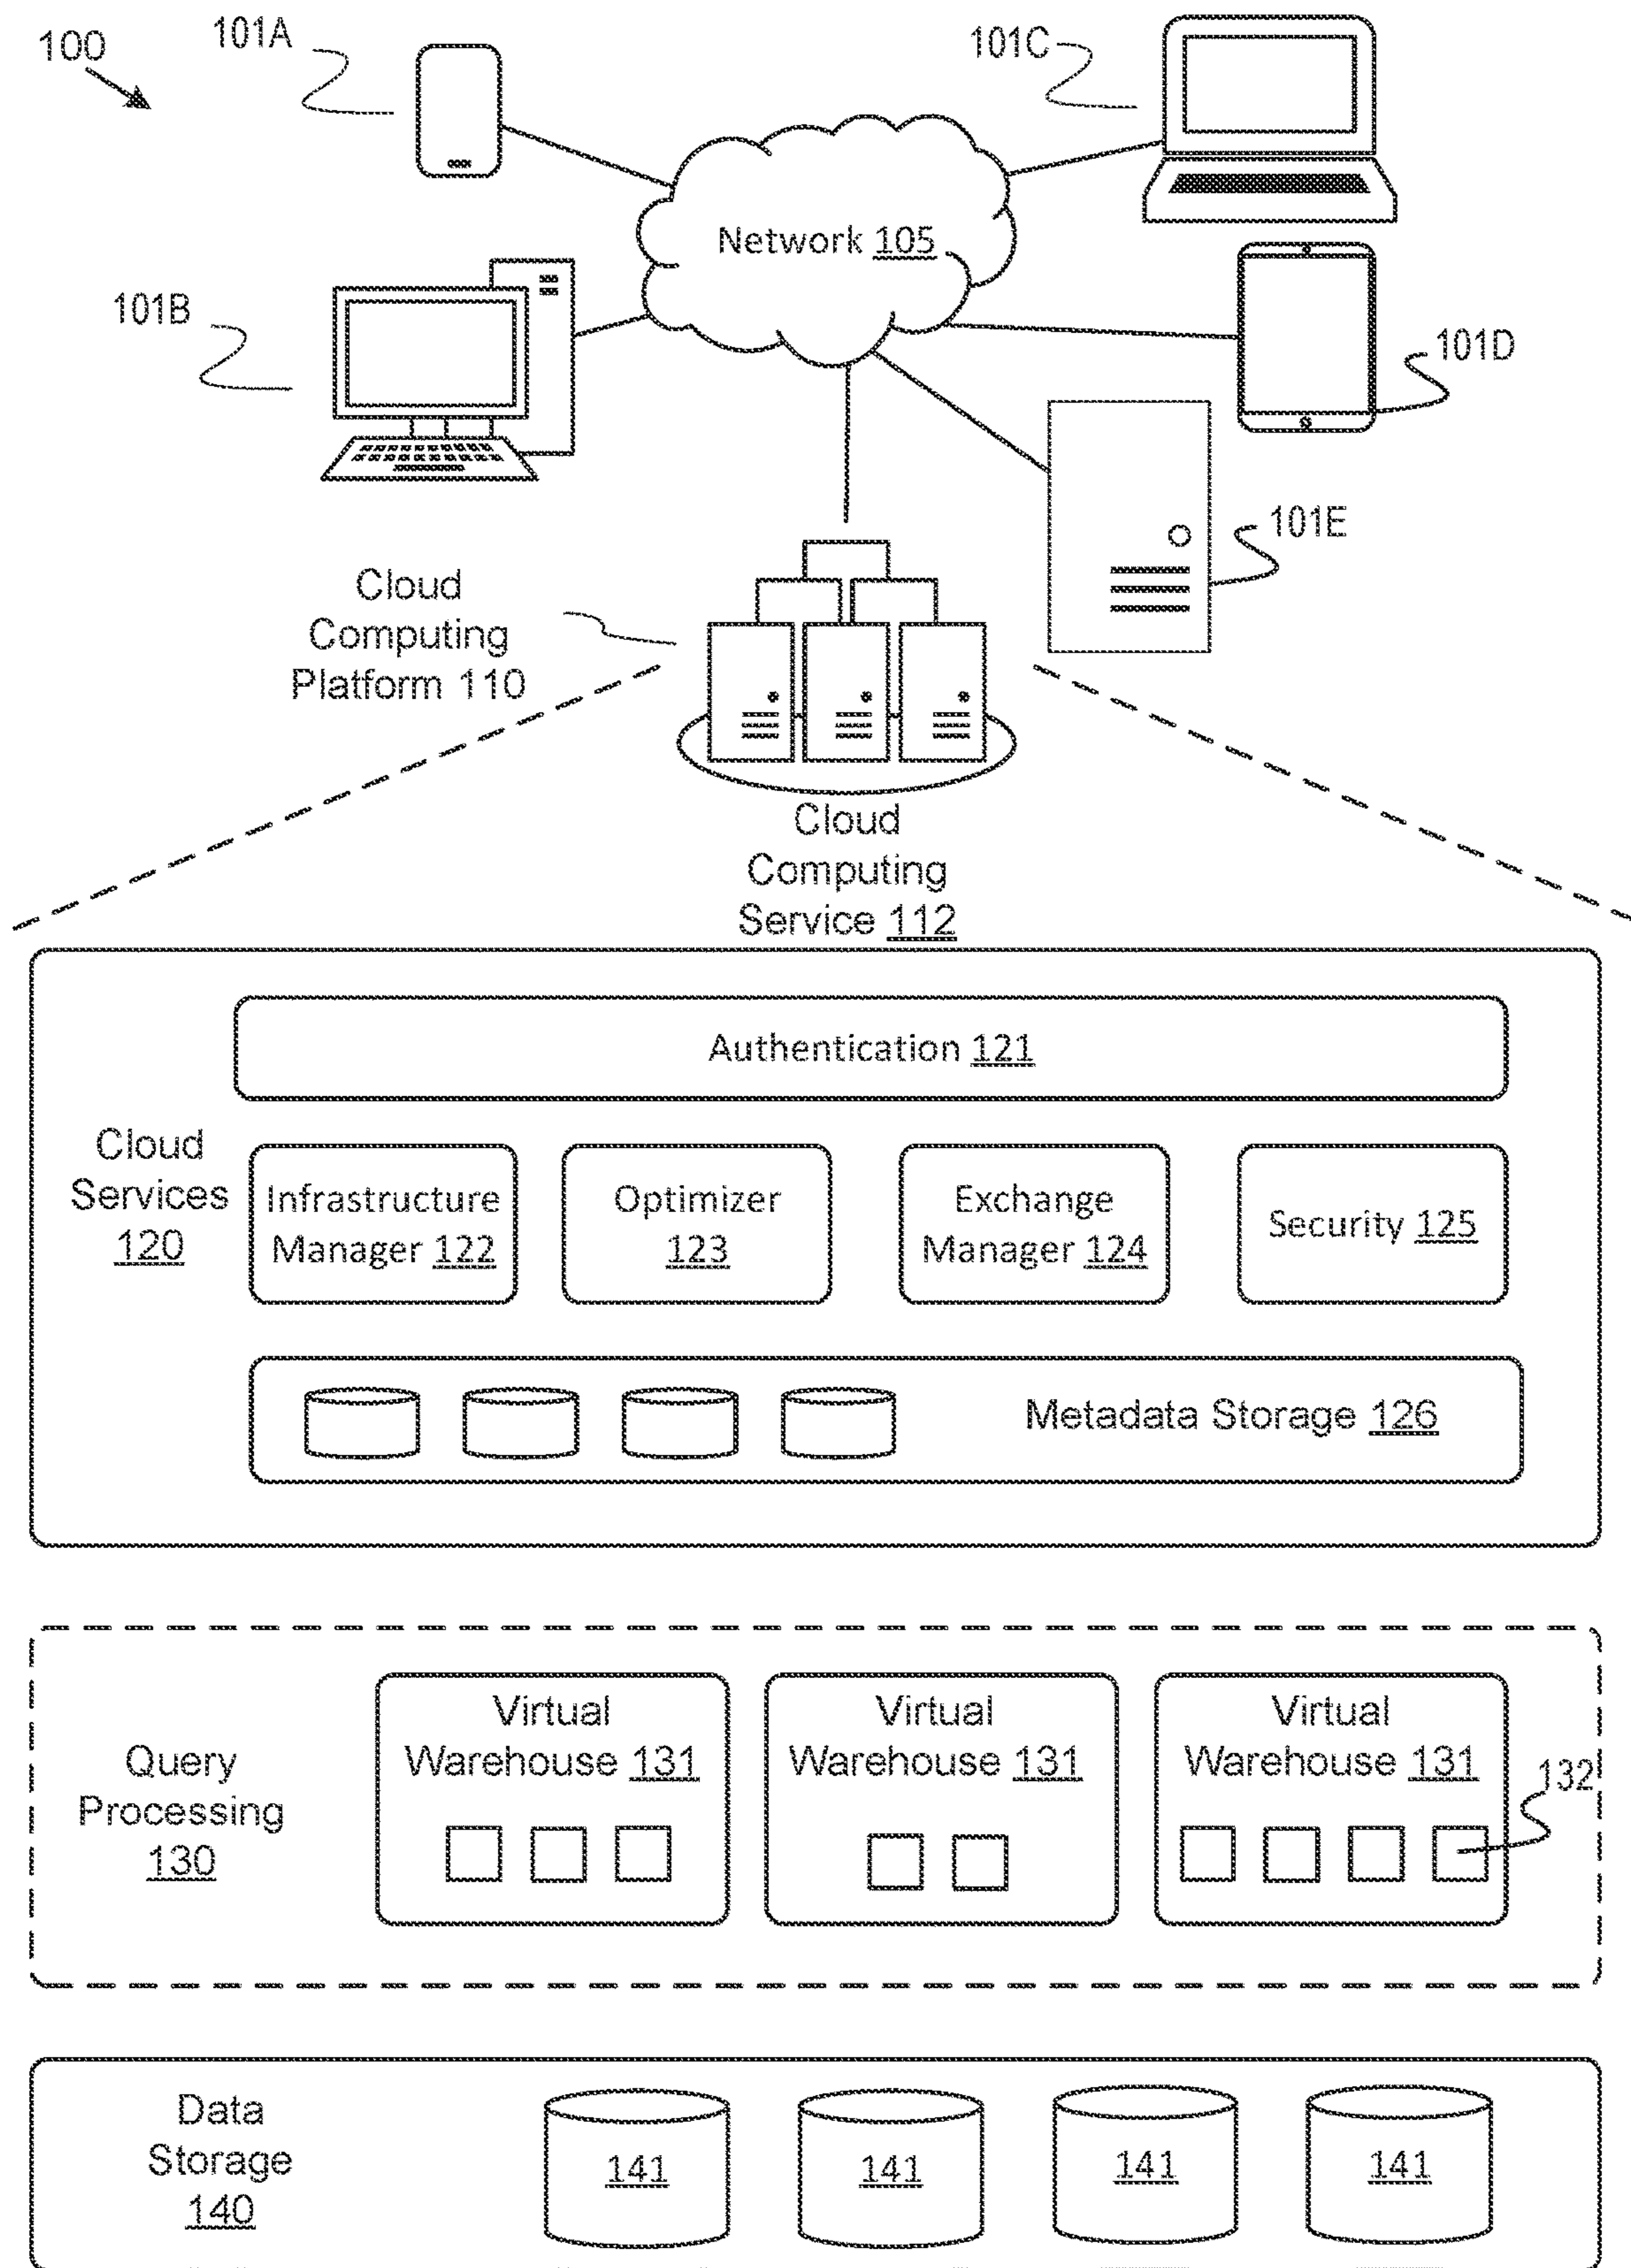 100
101A
101C
Network 105
101B
101D
101E
Cloud
Computing
Platform 110
Cloud
Computing
Service 112
Authentication 121
Cloud
Services
120
Infrastructure
Manager 122
Optimizer
123
Exchange
Manager 124
Security 125
Metadata Storage 126
Query
Processing
130
Virtual
Warehouse 131
Virtual
Warehouse 131
Virtual
Warehouse 131
132
Data
Storage
140
141
141
141
141